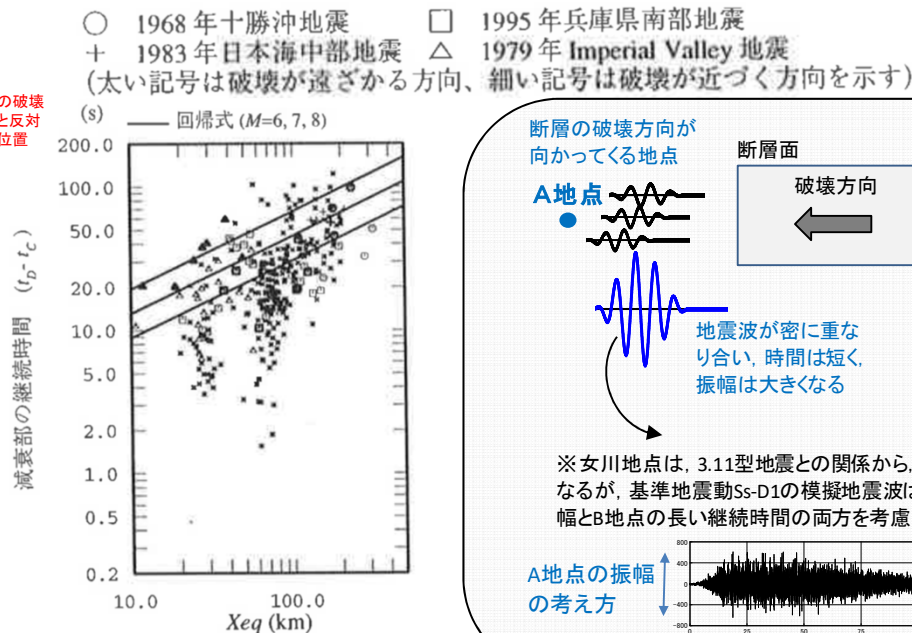 ○ 1968年十勝沖地震 □ 1995年兵庫県南部地震
+ 1983年日本海中部地震 △ 1979年 Imperial Valley 地震
(太い記号は破壊が遠ざかる方向、細い記号は破壊が近づく方向を示す)
の破壊
と反対
位置
(s)
回帰式 (M=6, 7, 8)
200.0
100.0
50.0
20.0
10.0
5.0
2.0
1.0
0.5
0.2
減衰部の継続時間 (tD - tC)
10.0
100.0
Xeq (km)
断層の破壊方向が
向かってくる地点
A地点
断層面
破壊方向
地震波が密に重な
り合い, 時間は短く,
振幅は大きくなる
※女川地点は, 3.11型地震との関係から,
なるが, 基準地震動Ss-D1の模擬地震波は
幅とB地点の長い継続時間の両方を考慮
A地点の振幅
の考え方
800
400
0
-400
-800
0
25
50
75